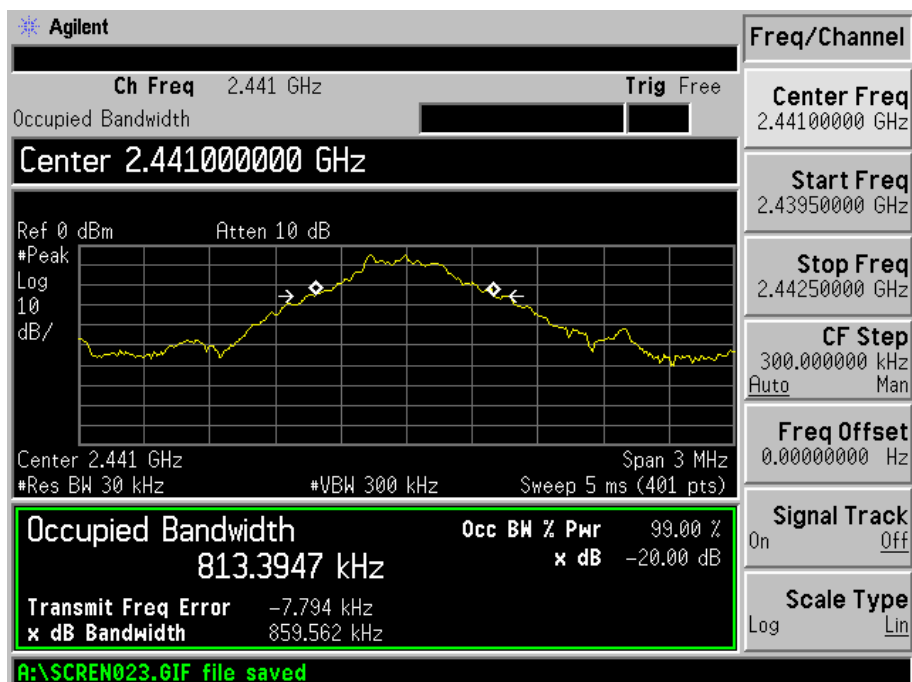 Agilent
Freq/Channel
Ch Freq 2.441 GHz Trig Free
Occupied Bandwidth
Center 2.441000000 GHz
Ref 0 dBm Atten 10 dB
#Peak
Log
10
dB/
Center 2.441 GHz Span 3 MHz
#Res BW 30 kHz #VBW 300 kHz Sweep 5 ms (401 pts)
Occupied Bandwidth Occ BW % Pwr 99.00 %
813.3947 kHz x dB -20.00 dB
Transmit Freq Error -7.794 kHz
x dB Bandwidth 859.562 kHz
A:\SCREN023.GIF file saved
Center Freq
2.44100000 GHz
Start Freq
2.43950000 GHz
Stop Freq
2.44250000 GHz
CF Step
300.000000 kHz
Auto Man
Freq Offset
0.00000000 Hz
Signal Track
On Off
Scale Type
Log Lin